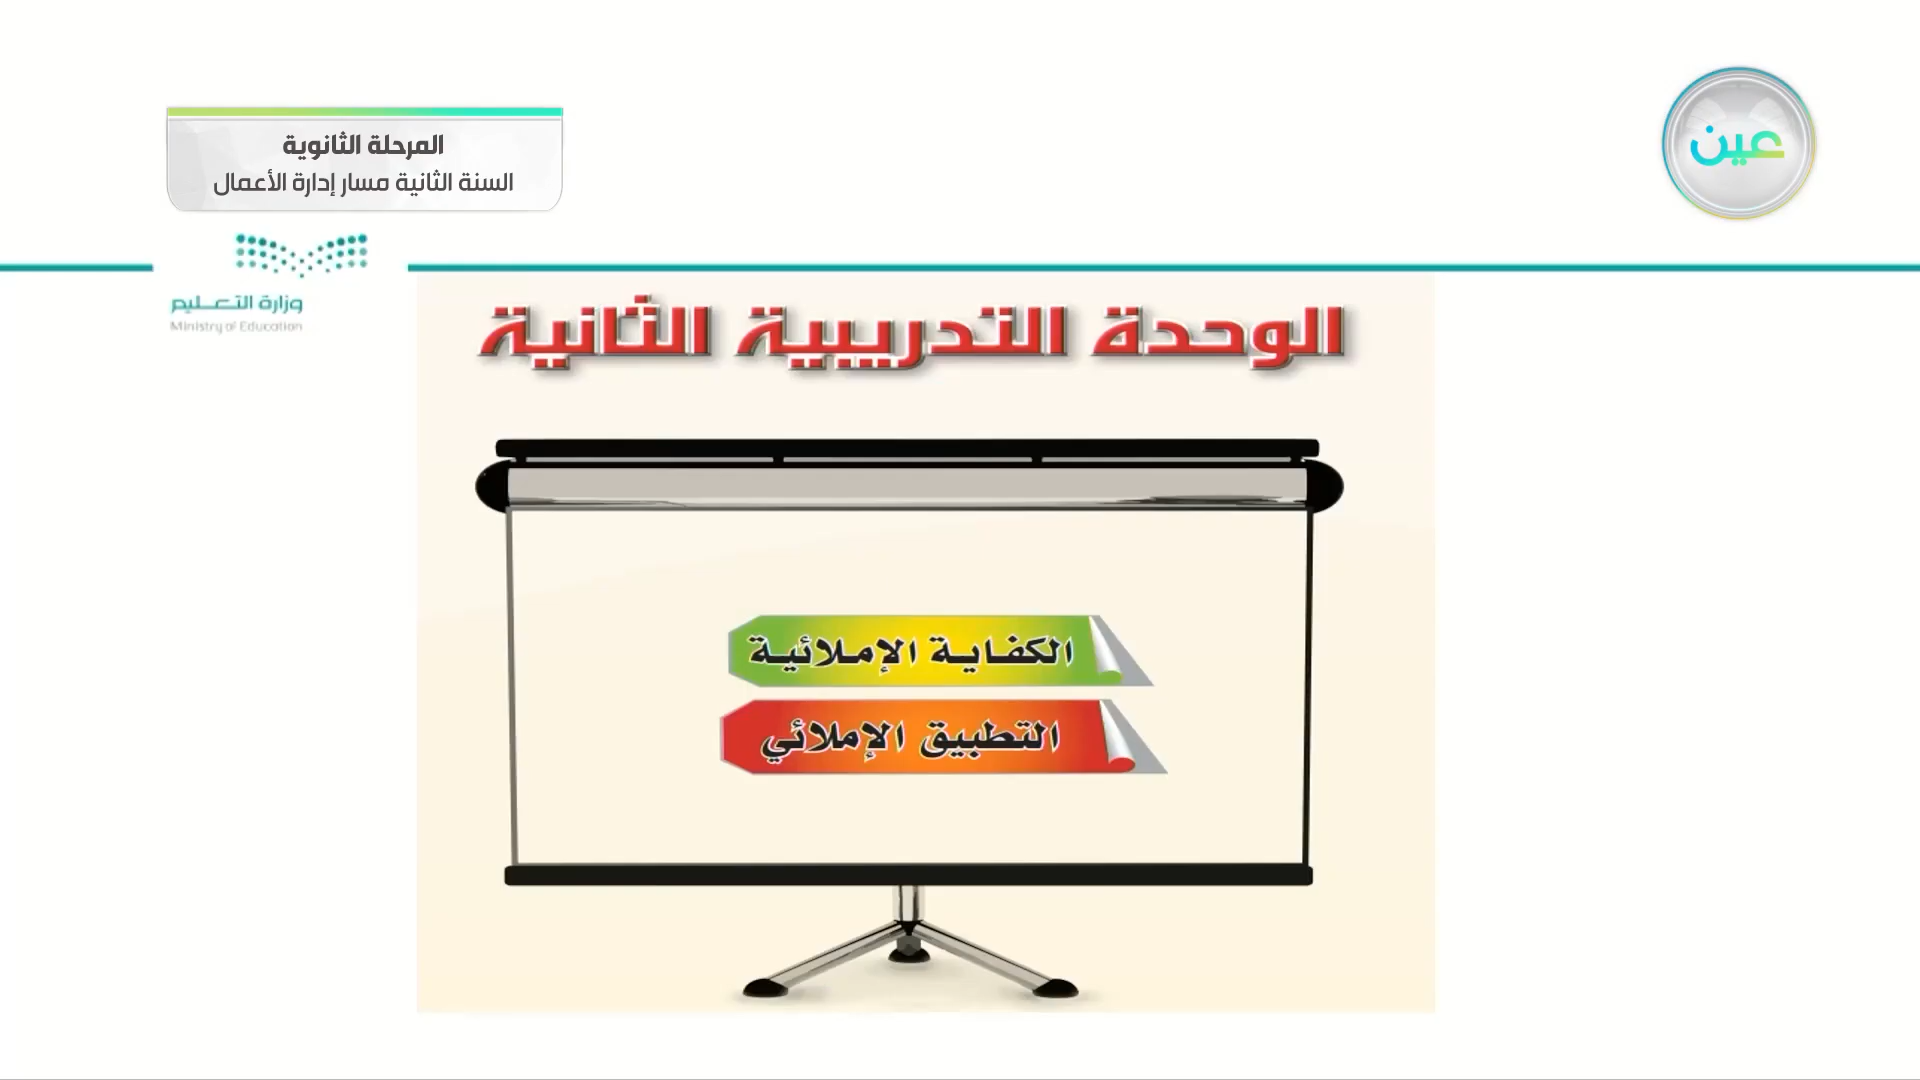 المرحلة الثانوية
السنة الثانية مسار إدارة الأعمال
عين
وزارة التعليم
Ministry of Education
الوحدة التدريبية الثانية
الكفاية الإملائية
التطبيق الإملائي